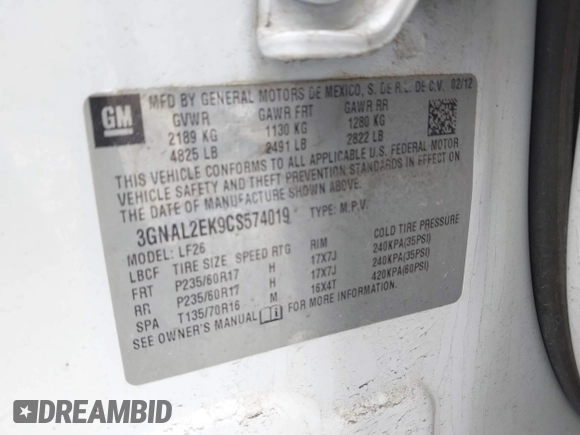 GM
MFD BY GENERAL MOTORS DE MEXICO, S. DE R.L. DE C.V. 02/12
GVWR GAWR FRT GAWR RR
2189 KG 1130 KG 1280 KG
4825 LB 2491 LB 2822 LB
THIS VEHICLE CONFORMS TO ALL APPLICABLE U.S. FEDERAL MOTOR
VEHICLE SAFETY AND THEFT PREVENTION STANDARDS IN EFFECT ON
THE DATE OF MANUFACTURE SHOWN ABOVE.
3GNAL2EK9CS574019 TYPE: M.P.V.
MODEL: LF26
LBCF TIRE SIZE SPEED RTG RIM COLD TIRE PRESSURE
FRT P235/60R17 H 17X7J 240KPA(35PSI)
RR P235/60R17 H 17X7J 240KPA(35PSI)
SPA T135/70R16 M 16X4T 420KPA(60PSI)
SEE OWNER'S MANUAL FOR MORE INFORMATION.
DREAMBID